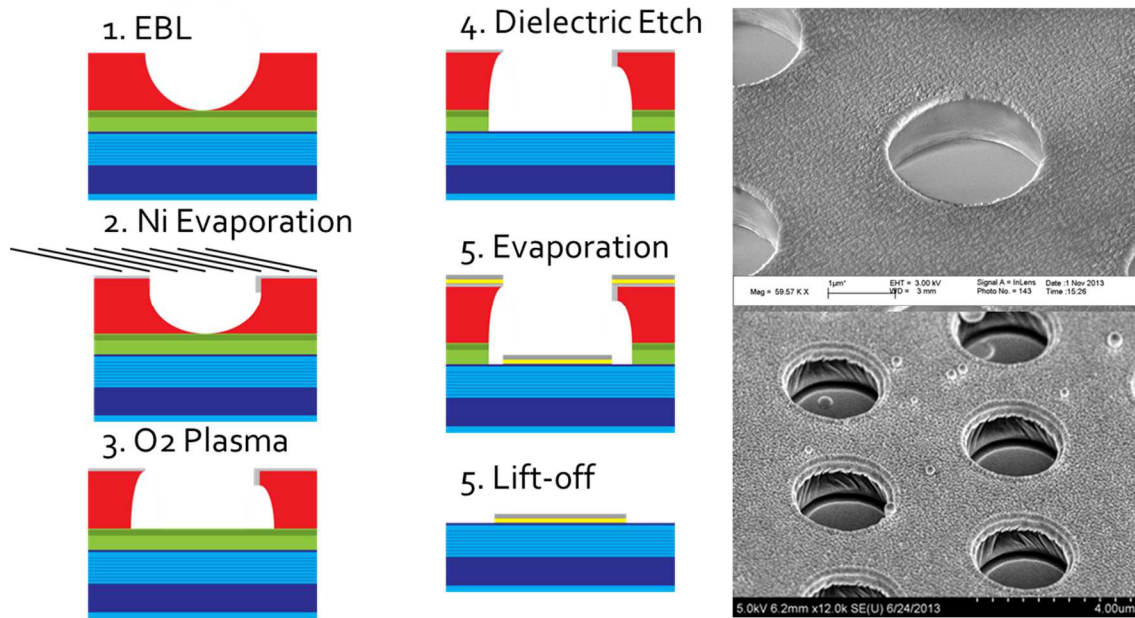 1. EBL
2. Ni Evaporation
3. O2 Plasma
4. Dielectric Etch
5. Evaporation
5. Lift-off
Mag = 59.57 K X
1µm*
EHT = 3.00 kV
WD = 3 mm
Signal A = InLens
Photo No. = 143
Date :1 Nov 2013
Time :15:26
5.0kV 6.2mm x12.0k SE(U) 6/24/2013
4.00um